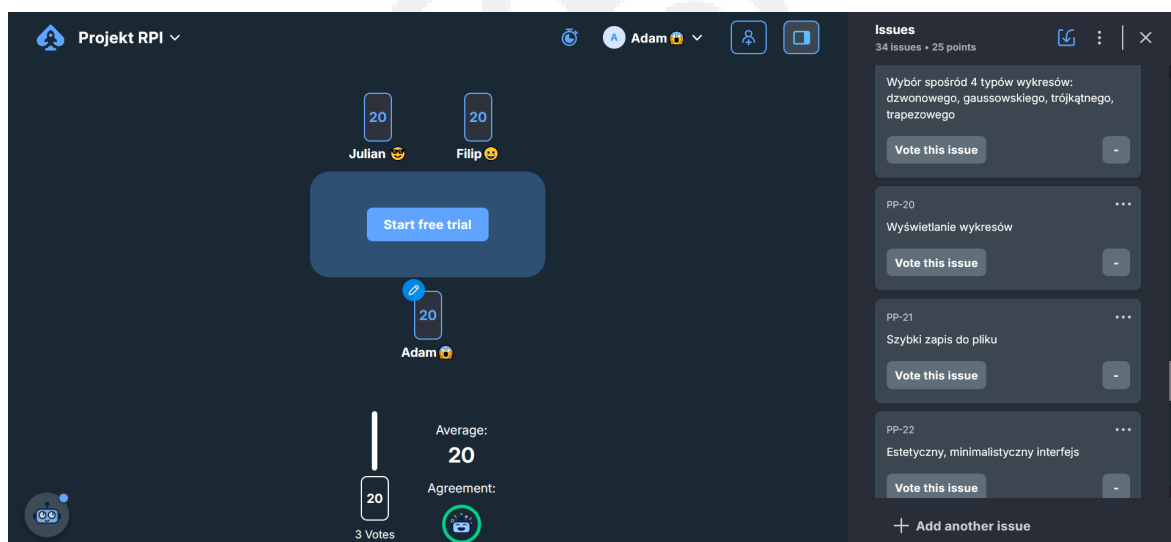 Projekt RPI
A Adam
20
20
Julian
Filip
Start free trial
20
Adam
Average:
20
20
Agreement:
3 Votes
Issues
34 issues • 25 points
Wybór spośród 4 typów wykresów:
dzwonowego, gaussowskiego, trójkątnego,
trapezowego
Vote this issue
-
PP-20
Wyświetlanie wykresów
Vote this issue
-
PP-21
Szybki zapis do pliku
Vote this issue
-
PP-22
Estetyczny, minimalistyczny interfejs
Vote this issue
-
+ Add another issue